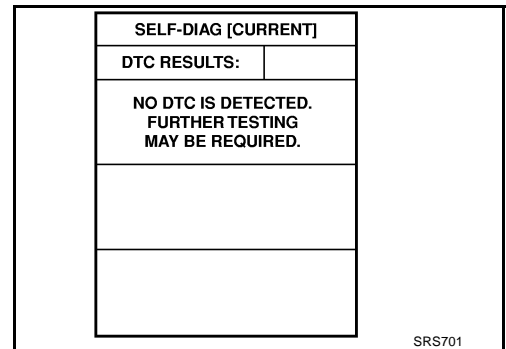 SELF-DIAG [CURRENT]
DTC RESULTS:
NO DTC IS DETECTED.
FURTHER TESTING
MAY BE REQUIRED.
SRS701